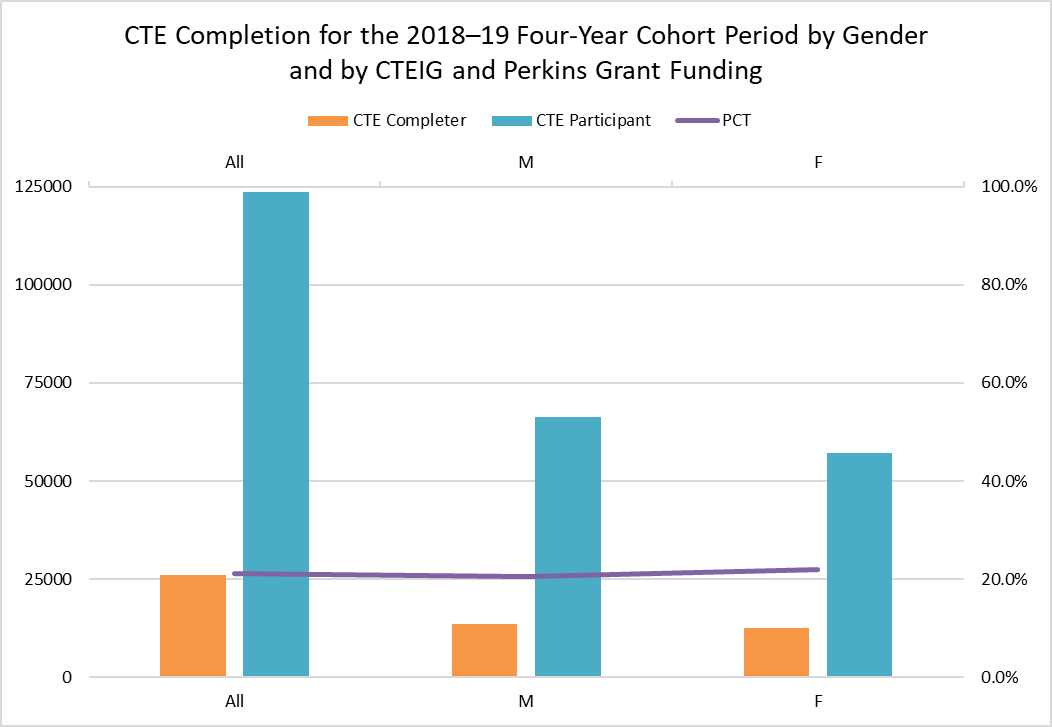 CTE Completion for the 2018–19 Four-Year Cohort Period by Gender
and by CTEIG and Perkins Grant Funding
CTE Completer CTE Participant PCT
All M F
125000 100.0%
100000 80.0%
75000 60.0%
50000 40.0%
25000 20.0%
0 0.0%
All M F